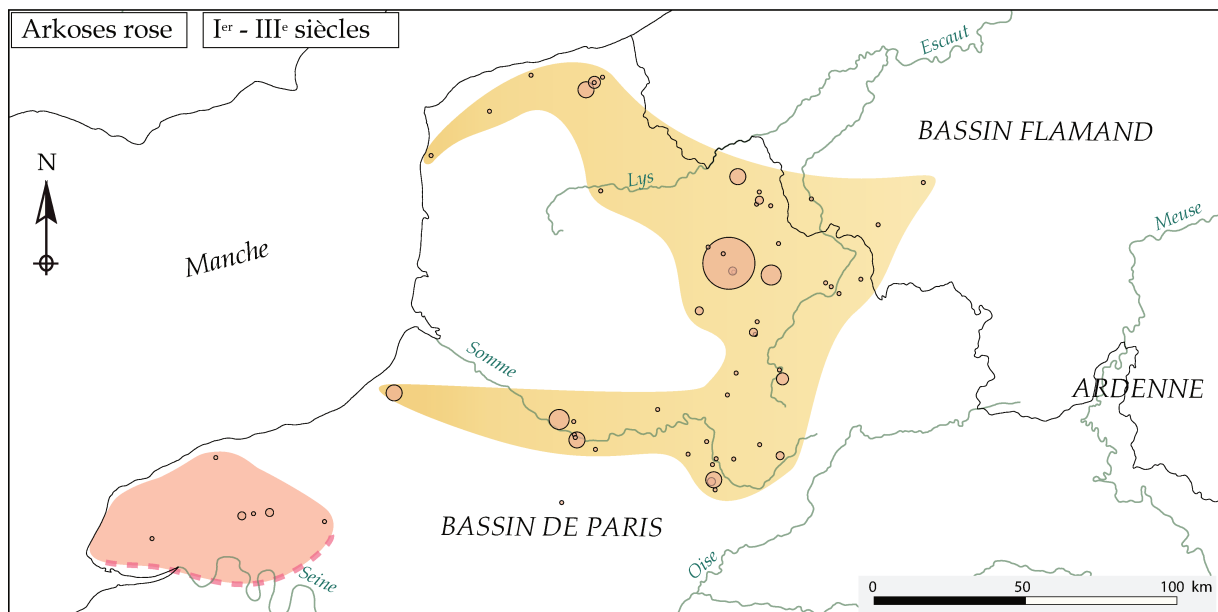 Arkoses rose
Iᵉʳ - IIIᵉ siècles
Escaut
BASSIN FLAMAND
N
Lys
Meuse
Manche
Somme
ARDENNE
BASSIN DE PARIS
Oise
Seine
0 50 100 km